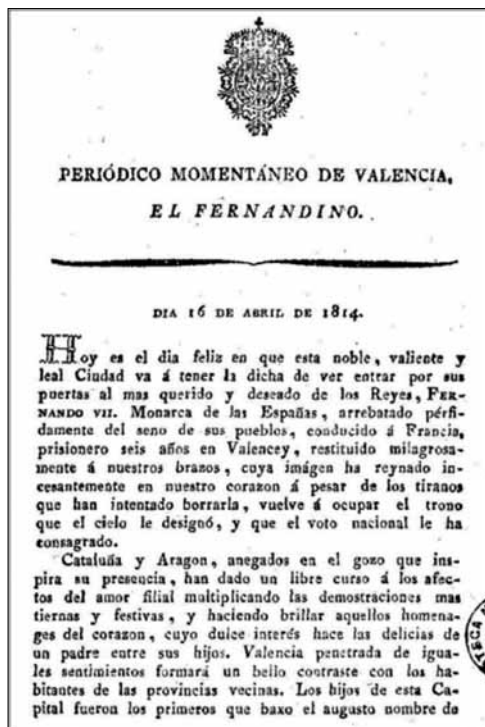 PERIÓDICO MOMENTÁNEO DE VALENCIA,
EL FERNANDINO.
DIA 16 DE ABRIL DE 1814.
Hoy es el dia feliz en que esta noble, valiente y
leal Ciudad va á tener la dicha de ver entrar por sus
puertas al mas querido y deseado de los Reyes, FER-
NANDO VII. Monarca de las Españas, arrebatado pérfi-
damente del seno de sus pueblos, conducido á Francia,
prisionero seis años en Valencey, restituido milagrosa-
mente á nuestros brazos, cuya imágen ha reynado in-
cesantemente en nuestro corazon á pesar de los tiranos
que han intentado borrarla, vuelve á ocupar el trono
que el cielo le designó, y que el voto nacional le ha
consagrado.
Cataluña y Aragon, anegados en el gozo que ins-
pira su presencia, han dado un libre curso á los afec-
tos del amor filial multiplicando las demostraciones mas
tiernas y festivas, y haciendo brillar aquellos homena-
ges del corazon, cuyo dulce interés hace las delicias de
un padre entre sus hijos. Valencia penetrada de igua-
les sentimientos formará un bello contraste con los ha-
bitantes de las provincias vecinas. Los hijos de esta Ca-
pital fueron los primeros que baxo el augusto nombre de